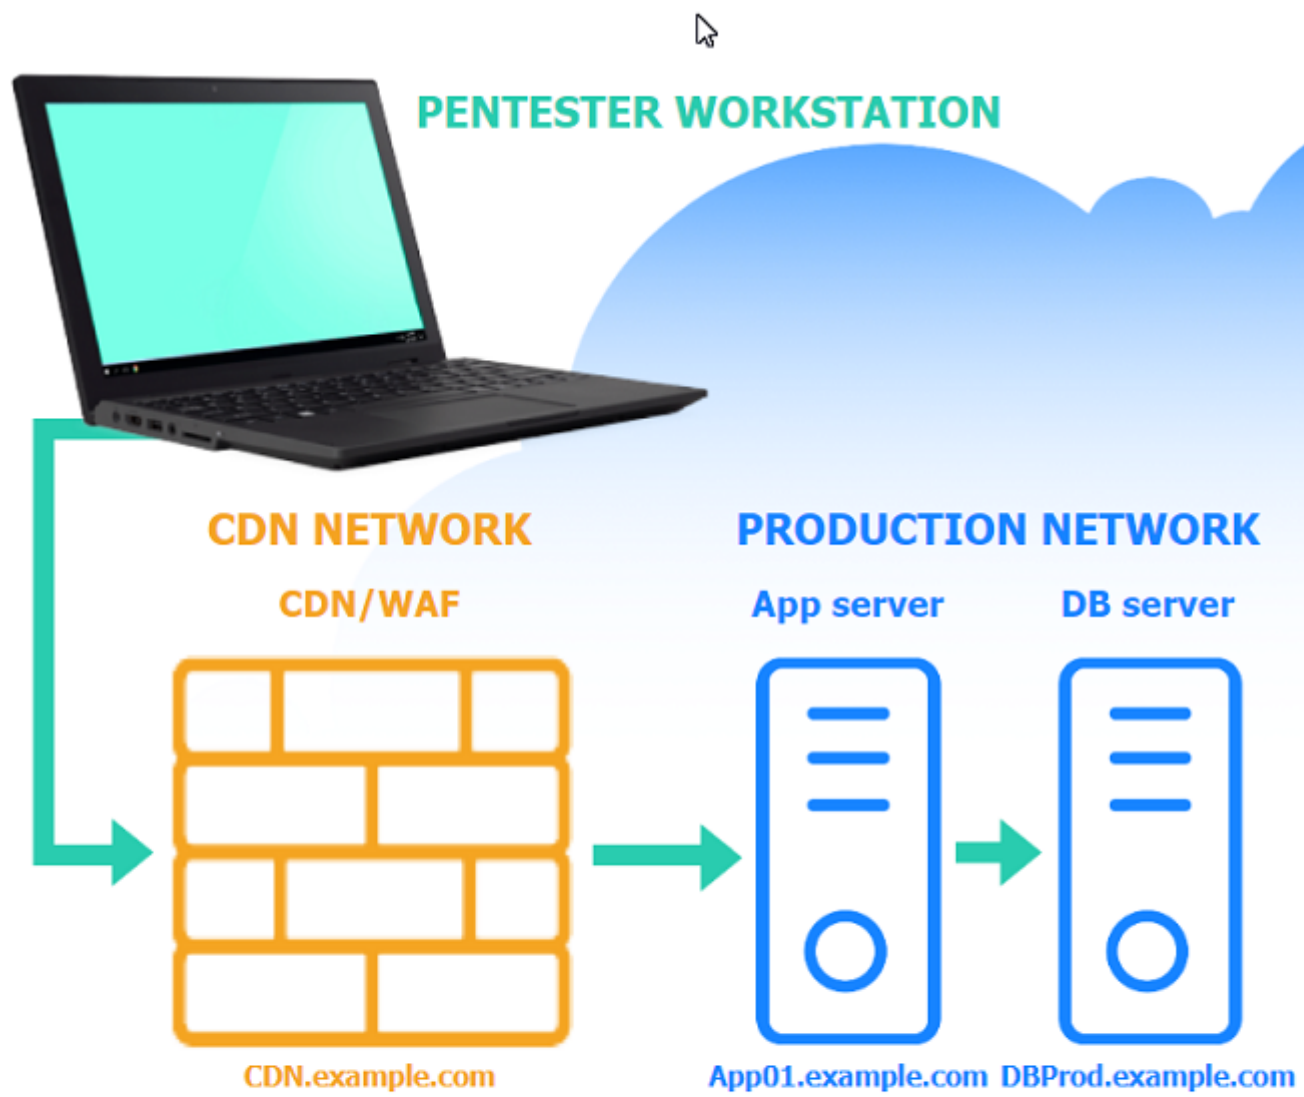 PENTESTER WORKSTATION
CDN NETWORK
CDN/WAF
PRODUCTION NETWORK
App server
DB server
CDN.example.com
App01.example.com
DBProd.example.com